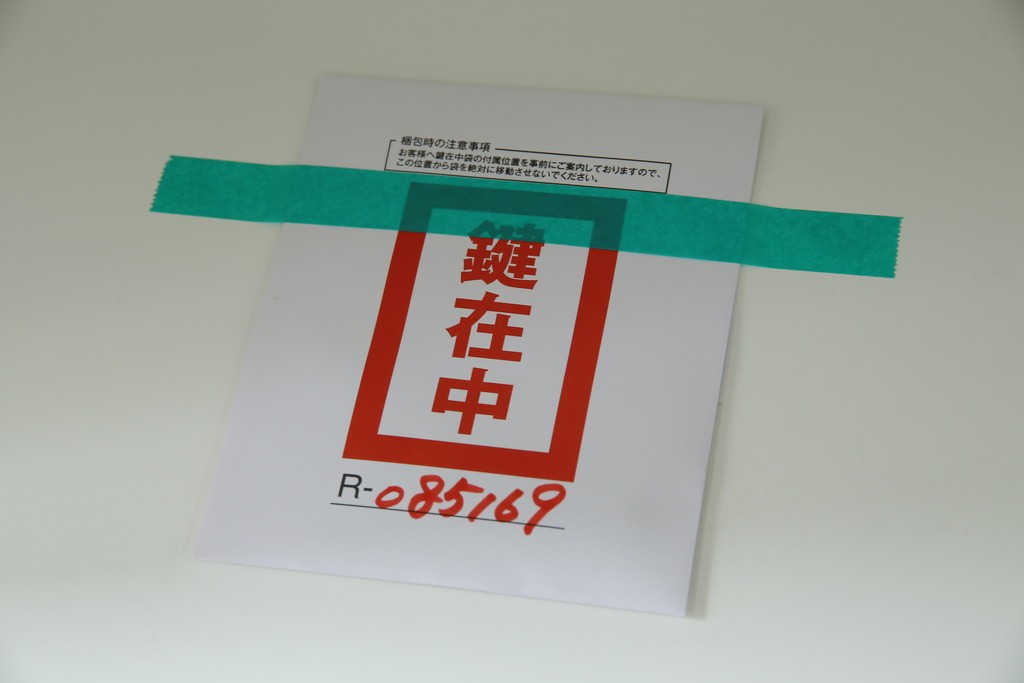 梱包時の注意事項
お客様へ鍵在中袋の付属位置を事前にご案内しておりますので、
この位置から袋を絶対に移動させないでください。
鍵在中
R-085169